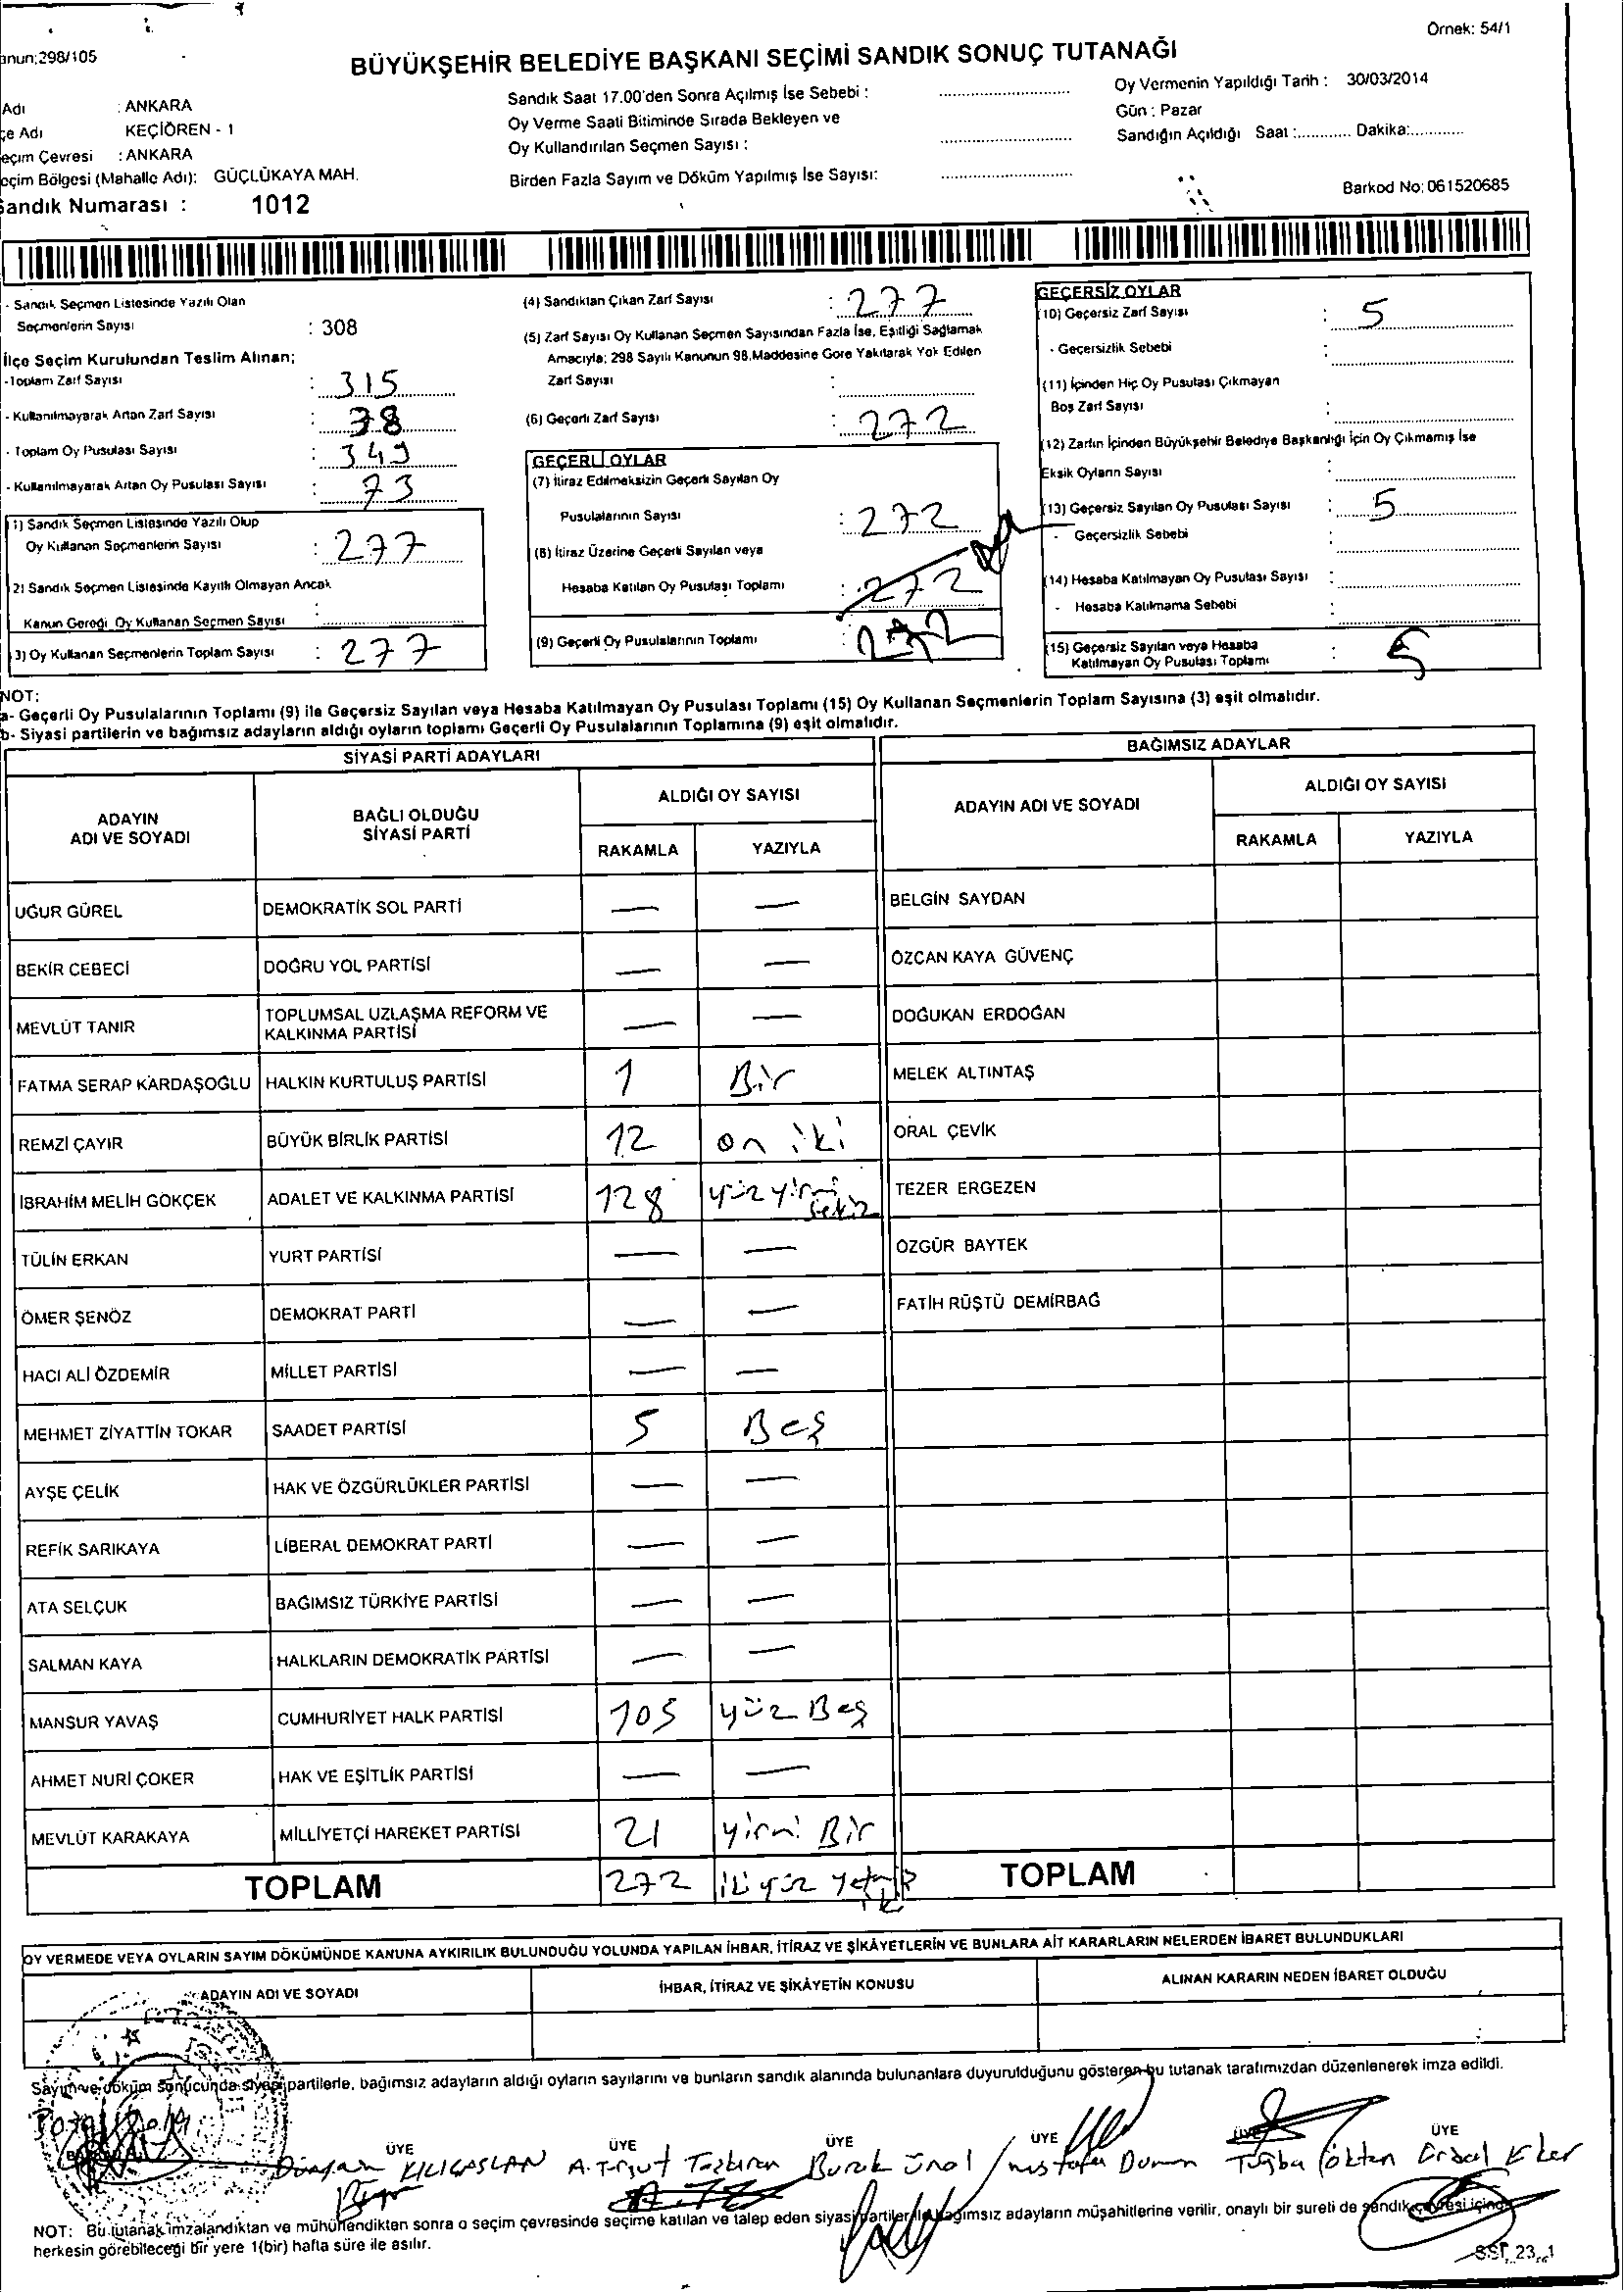 Örnek: 54/1
anun;298/105
BÜYÜKŞEHİR BELEDİYE BAŞKANI SEÇİMİ SANDIK SONUÇ TUTANAĞI
Adı : ANKARA
çe Adı KEÇİÖREN - 1
eçim Çevresi : ANKARA
eçim Bölgesi (Mahalle Adı): GÜÇLÜKAYA MAH.
Sandık Numarası : 1012
Sandık Saat 17.00'den Sonra Açılmış İse Sebebi :
Oy Verme Saati Bitiminde Sırada Bekleyen ve
Oy Kullandırılan Seçmen Sayısı :
Birden Fazla Sayım ve Döküm Yapılmış İse Sayısı:
Oy Vermenin Yapıldığı Tarih : 30/03/2014
Gün : Pazar
Sandığın Açıldığı Saat :............ Dakika:............
Barkod No: 061520685
- Sandık Seçmen Listesinde Yazılı Olan
Seçmenlerin Sayısı : 308
İlçe Seçim Kurulundan Teslim Alınan;
-Toplam Zarf Sayısı : 315
- Kullanılmayarak Artan Zarf Sayısı : 38
- Toplam Oy Pusulası Sayısı : 349
- Kullanılmayarak Artan Oy Pusulası Sayısı : 73
1) Sandık Seçmen Listesinde Yazılı Olup
Oy Kullanan Seçmenlerin Sayısı : 277
2) Sandık Seçmen Listesinde Kayıtlı Olmayan Ancak
Kanun Gereği Oy Kullanan Seçmen Sayısı :
3) Oy Kullanan Seçmenlerin Toplam Sayısı : 277
(4) Sandıktan Çıkan Zarf Sayısı : 277
(5) Zarf Sayısı Oy Kullanan Seçmen Sayısından Fazla İse, Eşitliği Sağlamak
Amacıyla; 298 Sayılı Kanunun 98.Maddesine Göre Yakılarak Yok Edilen
Zarf Sayısı :
(6) Geçerli Zarf Sayısı : 272
GEÇERLİ OYLAR
(7) İtiraz Edilmeksizin Geçerli Sayılan Oy
Pusulalarının Sayısı : 272
(8) İtiraz Üzerine Geçerli Sayılan veya
Hesaba Katılan Oy Pusulası Toplamı : 272
(9) Geçerli Oy Pusulalarının Toplamı : 272
GEÇERSİZ OYLAR
(10) Geçersiz Zarf Sayısı : 5
- Geçersizlik Sebebi :
(11) İçinden Hiç Oy Pusulası Çıkmayan
Boş Zarf Sayısı :
(12) Zarfın İçinden Büyükşehir Belediye Başkanlığı İçin Oy Çıkmamış İse
Eksik Oyların Sayısı :
(13) Geçersiz Sayılan Oy Pusulası Sayısı : 5
- Geçersizlik Sebebi :
(14) Hesaba Katılmayan Oy Pusulası Sayısı :
- Hesaba Katılmama Sebebi :
(15) Geçersiz Sayılan veya Hesaba
Katılmayan Oy Pusulası Toplamı : 5
NOT:
a- Geçerli Oy Pusulalarının Toplamı (9) ile Geçersiz Sayılan veya Hesaba Katılmayan Oy Pusulası Toplamı (15) Oy Kullanan Seçmenlerin Toplam Sayısına (3) eşit olmalıdır.
b- Siyasi partilerin ve bağımsız adayların aldığı oyların toplamı Geçerli Oy Pusulalarının Toplamına (9) eşit olmalıdır.
SİYASİ PARTİ ADAYLARI
ADAYIN
ADI VE SOYADI
BAĞLI OLDUĞU
SİYASİ PARTİ
ALDIĞI OY SAYISI
RAKAMLA YAZIYLA
UĞUR GÜREL DEMOKRATİK SOL PARTİ — —
BEKİR CEBECİ DOĞRU YOL PARTİSİ — —
MEVLÜT TANIR TOPLUMSAL UZLAŞMA REFORM VE
KALKINMA PARTİSİ — —
FATMA SERAP KARDAŞOĞLU HALKIN KURTULUŞ PARTİSİ 1 Bir
REMZİ ÇAYIR BÜYÜK BİRLİK PARTİSİ 12 on iki
İBRAHİM MELİH GÖKÇEK ADALET VE KALKINMA PARTİSİ 128 yüz yirmi
sekiz
TÜLİN ERKAN YURT PARTİSİ — —
ÖMER ŞENÖZ DEMOKRAT PARTİ — —
HACI ALİ ÖZDEMİR MİLLET PARTİSİ — —
MEHMET ZİYATTİN TOKAR SAADET PARTİSİ 5 Beş
AYŞE ÇELİK HAK VE ÖZGÜRLÜKLER PARTİSİ — —
REFİK SARIKAYA LİBERAL DEMOKRAT PARTİ — —
ATA SELÇUK BAĞIMSIZ TÜRKİYE PARTİSİ — —
SALMAN KAYA HALKLARIN DEMOKRATİK PARTİSİ — —
MANSUR YAVAŞ CUMHURİYET HALK PARTİSİ 105 yüz Beş
AHMET NURİ ÇOKER HAK VE EŞİTLİK PARTİSİ — —
MEVLÜT KARAKAYA MİLLİYETÇİ HAREKET PARTİSİ 21 yirmi Bir
TOPLAM 272 iki yüz yetmiş
iki
BAĞIMSIZ ADAYLAR
ADAYIN ADI VE SOYADI
ALDIĞI OY SAYISI
RAKAMLA YAZIYLA
BELGİN SAYDAN
ÖZCAN KAYA GÜVENÇ
DOĞUKAN ERDOĞAN
MELEK ALTINTAŞ
ORAL ÇEVİK
TEZER ERGEZEN
ÖZGÜR BAYTEK
FATİH RÜŞTÜ DEMİRBAĞ
TOPLAM
OY VERMEDE VEYA OYLARIN SAYIM DÖKÜMÜNDE KANUNA AYKIRILIK BULUNDUĞU YOLUNDA YAPILAN İHBAR, İTİRAZ VE ŞİKÂYETLERİN VE BUNLARA AİT KARARLARIN NELERDEN İBARET BULUNDUKLARI
ADAYIN ADI VE SOYADI İHBAR, İTİRAZ VE ŞİKÂYETİN KONUSU ALINAN KARARIN NEDEN İBARET OLDUĞU
Sayım ve döküm sonucunda siyasi partilerle, bağımsız adayların aldığı oyların sayılarını ve bunların sandık alanında bulunanlara duyurulduğunu gösteren bu tutanak tarafımızdan düzenlenerek imza edildi.
ÜYE ÜYE ÜYE ÜYE ÜYE ÜYE
KILIÇASLAN A. Turgut Burak Ünal Mustafa Duman Tuğba Gökten Erdal Eker
NOT: Bu tutanak imzalandıktan ve mühürlendikten sonra o seçim çevresinde seçime katılan ve talep eden siyasi partiler ile bağımsız adayların müşahitlerine verilir, onaylı bir sureti de sandık çevresi içinde
herkesin görebileceği bir yere 1(bir) hafta süre ile asılır.